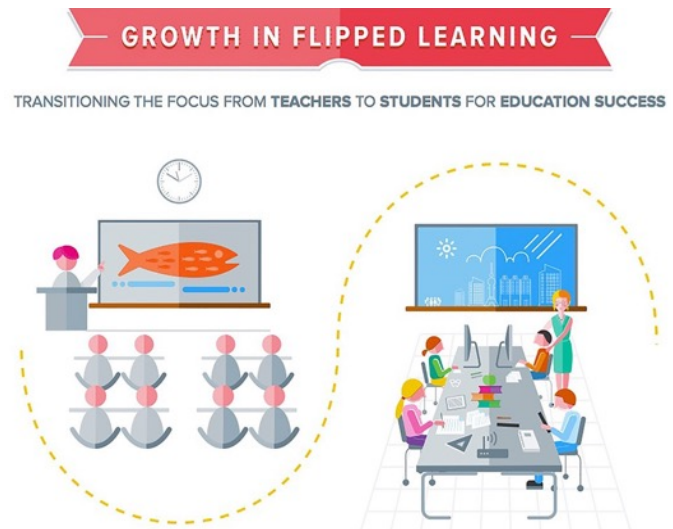 GROWTH IN FLIPPED LEARNING
TRANSITIONING THE FOCUS FROM TEACHERS TO STUDENTS FOR EDUCATION SUCCESS